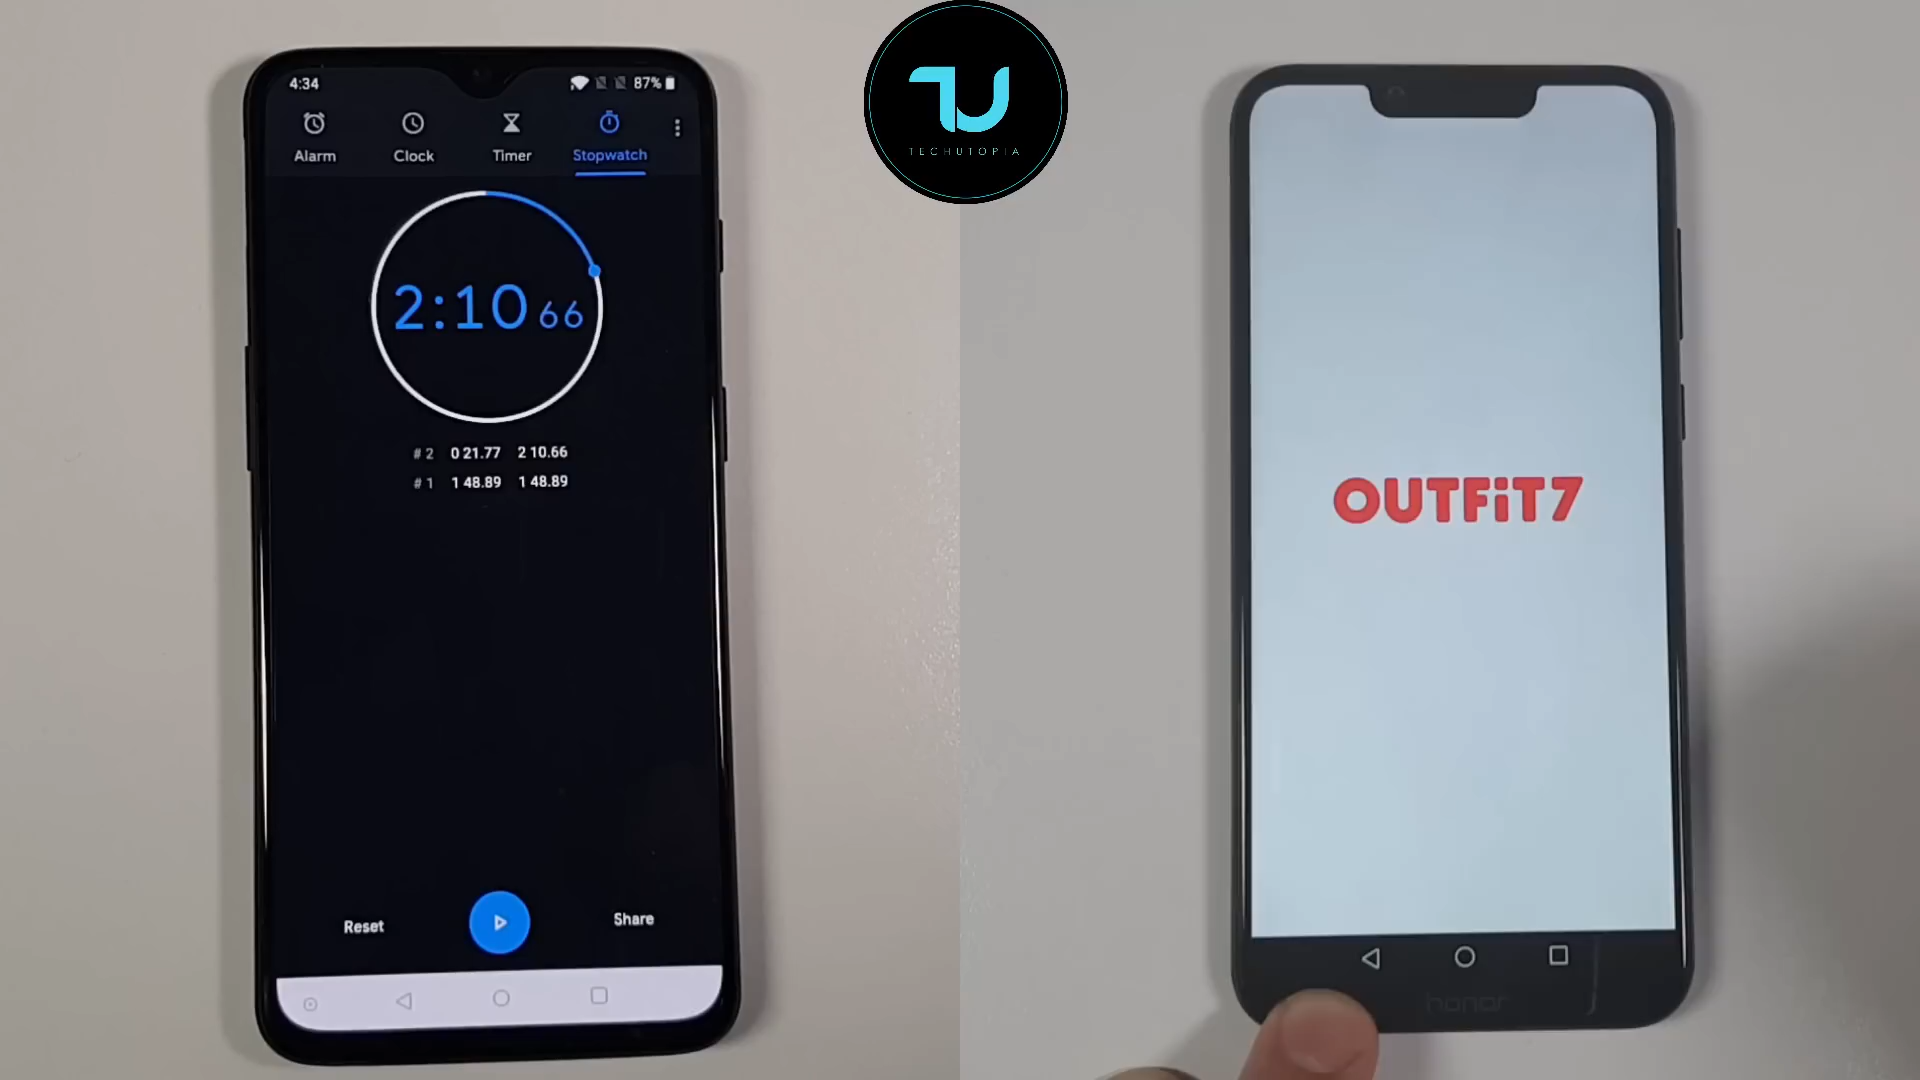 4:34
87%
Alarm
Clock
Timer
Stopwatch
2:10 66
# 2 0 21.77 2 10.66
# 1 1 48.89 1 48.89
Reset
Share
TU
TECHUTOPIA
OUTFiT7
honor